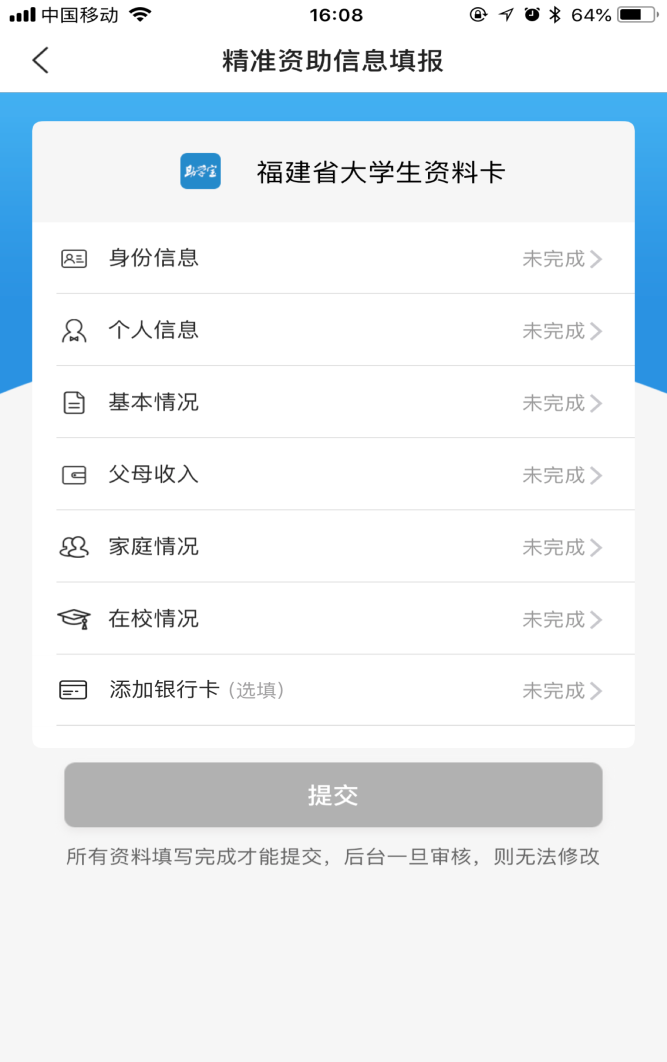 中国移动 16:08 64%
精准资助信息填报
助学宝 福建省大学生资料卡
身份信息 未完成
个人信息 未完成
基本情况 未完成
父母收入 未完成
家庭情况 未完成
在校情况 未完成
添加银行卡（选填） 未完成
提交
所有资料填写完成才能提交，后台一旦审核，则无法修改